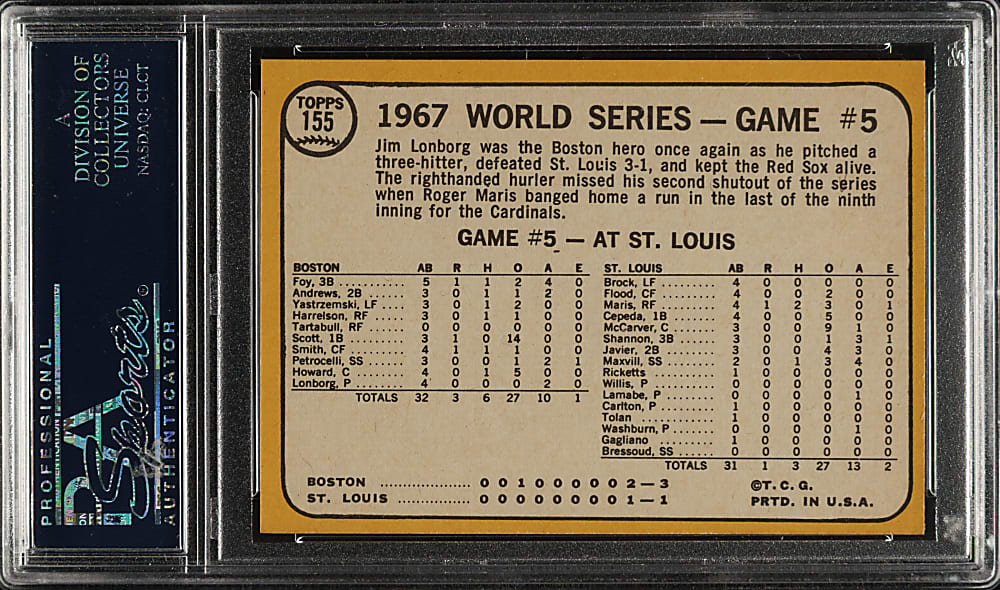 A
DIVISION OF
COLLECTORS
UNIVERSE
NASDAQ: CLCT
PROFESSIONAL
PSA
Sports
AUTHENTICATOR
TOPPS
155
1967 WORLD SERIES — GAME #5
Jim Lonborg was the Boston hero once again as he pitched a
three-hitter, defeated St. Louis 3-1, and kept the Red Sox alive.
The righthanded hurler missed his second shutout of the series
when Roger Maris banged home a run in the last of the ninth
inning for the Cardinals.
GAME #5 — AT ST. LOUIS
BOSTON AB R H O A E
Foy, 3B ........ 5 1 1 2 4 0
Andrews, 2B ..... 3 0 1 1 2 0
Yastrzemski, LF .. 3 0 1 2 0 0
Harrelson, RF .... 3 0 1 1 0 0
Tartabull, RF ..... 0 0 0 0 0 0
Scott, 1B ........ 3 1 0 14 0 0
Smith, CF ........ 4 1 1 1 0 0
Petrocelli, SS ..... 3 0 0 1 2 1
Howard, C ....... 4 0 1 5 0 0
Lonborg, P ....... 4 0 0 0 2 0
TOTALS 32 3 6 27 10 1
ST. LOUIS AB R H O A E
Brock, LF ........ 4 0 0 0 0 0
Flood, CF ........ 4 0 0 2 0 0
Maris, RF ........ 4 1 2 3 0 0
Cepeda, 1B ....... 4 0 0 5 0 1
McCarver, C ...... 3 0 0 9 1 0
Shannon, 3B ...... 3 0 0 1 3 1
Javier, 2B ........ 3 0 0 4 3 0
Maxvill, SS ....... 2 0 1 3 4 0
Ricketts .......... 1 0 0 0 0 0
Willis, P .......... 0 0 0 0 0 0
Lamabe, P ........ 0 0 0 0 1 0
Carlton, P ........ 1 0 0 0 0 0
Tolan ............ 1 0 0 0 0 0
Washburn, P ...... 0 0 0 0 1 0
Gagliano ......... 1 0 0 0 0 0
Bressoud, SS ...... 0 0 0 0 0 0
TOTALS 31 1 3 27 13 2
BOSTON ............... 0 0 1 0 0 0 0 0 2 — 3
ST. LOUIS ............... 0 0 0 0 0 0 0 0 1 — 1
©T. C. G.
PRTD. IN U.S.A.